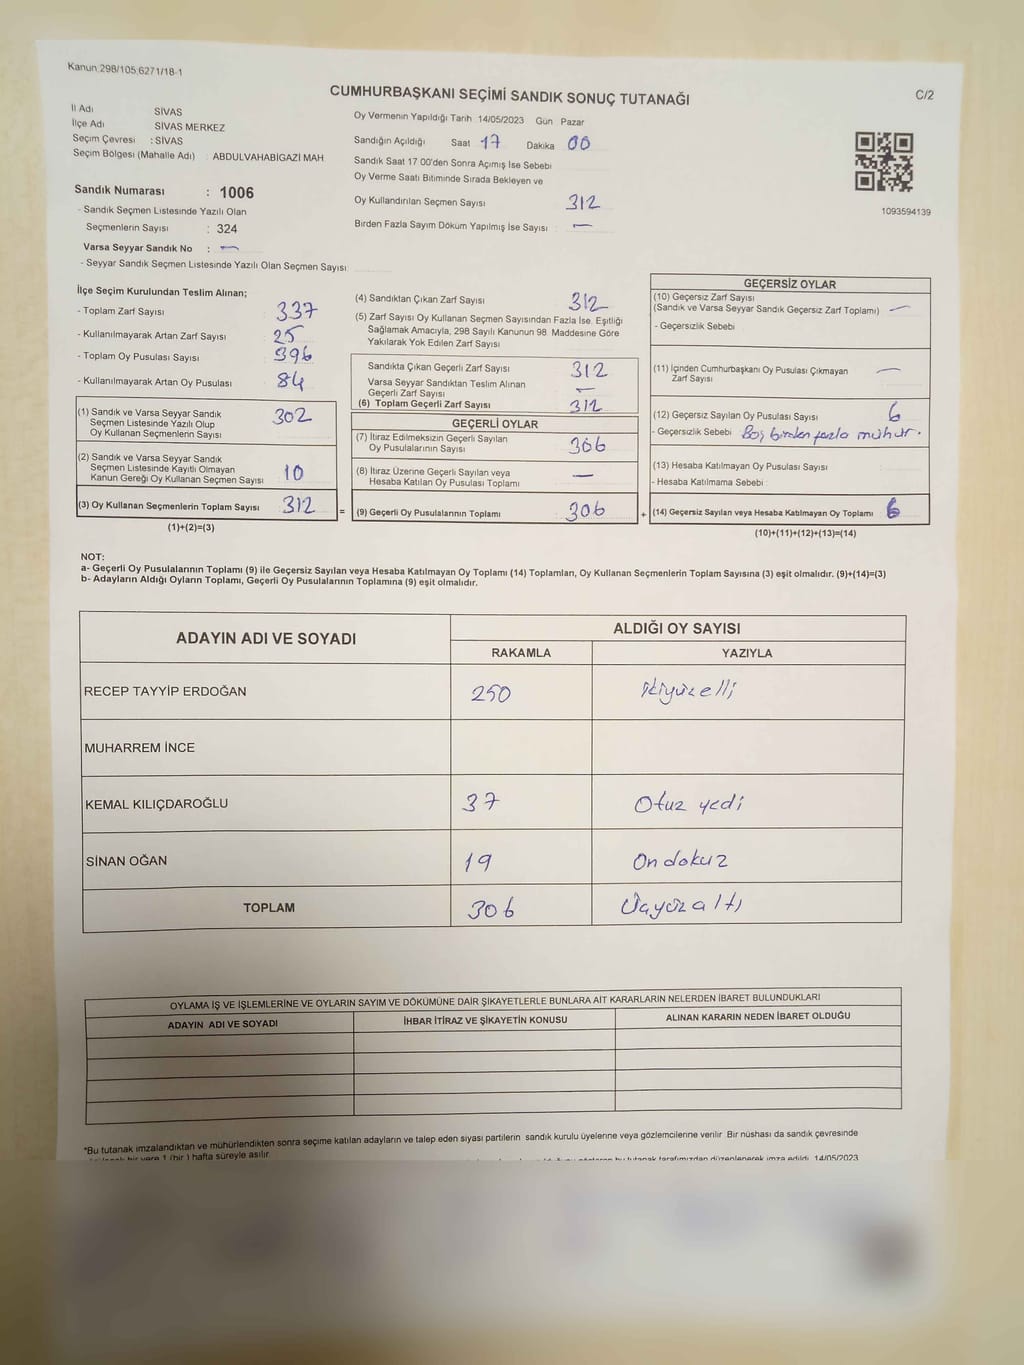 Kanun,298/105,6271/18-1
CUMHURBAŞKANI SEÇİMİ SANDIK SONUÇ TUTANAĞI
C/2
İl Adı SİVAS
İlçe Adı SİVAS MERKEZ
Seçim Çevresi : SİVAS
Seçim Bölgesi (Mahalle Adı) ABDULVAHABİGAZİ MAH
Sandık Numarası : 1006
- Sandık Seçmen Listesinde Yazılı Olan
Seçmenlerin Sayısı : 324
Varsa Seyyar Sandık No : —
- Seyyar Sandık Seçmen Listesinde Yazılı Olan Seçmen Sayısı
Oy Vermenin Yapıldığı Tarih 14/05/2023 Gün Pazar
Sandığın Açıldığı Saat 17 Dakika 00
Sandık Saat 17 00'den Sonra Açımış İse Sebebi
Oy Verme Saati Bitiminde Sırada Bekleyen ve
Oy Kullandırılan Seçmen Sayısı 312
Birden Fazla Sayım Döküm Yapılmış İse Sayısı : —
1093594139
İlçe Seçim Kurulundan Teslim Alınan;
- Toplam Zarf Sayısı 337
- Kullanılmayarak Artan Zarf Sayısı 25
- Toplam Oy Pusulası Sayısı 396
- Kullanılmayarak Artan Oy Pusulası 84
(1) Sandık ve Varsa Seyyar Sandık
Seçmen Listesinde Yazılı Olup
Oy Kullanan Seçmenlerin Sayısı 302
(2) Sandık ve Varsa Seyyar Sandık
Seçmen Listesinde Kayıtlı Olmayan
Kanun Gereği Oy Kullanan Seçmen Sayısı 10
(3) Oy Kullanan Seçmenlerin Toplam Sayısı 312
(1)+(2)=(3)
(4) Sandıktan Çıkan Zarf Sayısı 312
(5) Zarf Sayısı Oy Kullanan Seçmen Sayısından Fazla İse, Eşitliği
Sağlamak Amacıyla, 298 Sayılı Kanunun 98. Maddesine Göre
Yakılarak Yok Edilen Zarf Sayısı
Sandıkta Çıkan Geçerli Zarf Sayısı 312
Varsa Seyyar Sandıktan Teslim Alınan
Geçerli Zarf Sayısı —
(6) Toplam Geçerli Zarf Sayısı 312
GEÇERLİ OYLAR
(7) İtiraz Edilmeksizin Geçerli Sayılan
Oy Pusulalarının Sayısı 306
(8) İtiraz Üzerine Geçerli Sayılan veya
Hesaba Katılan Oy Pusulası Toplamı —
= (9) Geçerli Oy Pusulalarının Toplamı 306
GEÇERSİZ OYLAR
(10) Geçersiz Zarf Sayısı
(Sandık ve Varsa Seyyar Sandık Geçersiz Zarf Toplamı) —
- Geçersizlik Sebebi
(11) İçinden Cumhurbaşkanı Oy Pusulası Çıkmayan
Zarf Sayısı —
(12) Geçersiz Sayılan Oy Pusulası Sayısı 6
- Geçersizlik Sebebi Boş birden fazla mühür.
(13) Hesaba Katılmayan Oy Pusulası Sayısı
- Hesaba Katılmama Sebebi
+ (14) Geçersiz Sayılan veya Hesaba Katılmayan Oy Toplamı 6
(10)+(11)+(12)+(13)=(14)
NOT:
a- Geçerli Oy Pusulalarının Toplamı (9) ile Geçersiz Sayılan veya Hesaba Katılmayan Oy Toplamı (14) Toplamları, Oy Kullanan Seçmenlerin Toplam Sayısına (3) eşit olmalıdır. (9)+(14)=(3)
b- Adayların Aldığı Oyların Toplamı, Geçerli Oy Pusulalarının Toplamına (9) eşit olmalıdır.
ADAYIN ADI VE SOYADI
ALDIĞI OY SAYISI
RAKAMLA YAZIYLA
RECEP TAYYİP ERDOĞAN 250 ikiyüzelli
MUHARREM İNCE
KEMAL KILIÇDAROĞLU 37 Otuz yedi
SİNAN OĞAN 19 On dokuz
TOPLAM 306 Üçyüzaltı
OYLAMA İŞ VE İŞLEMLERİNE VE OYLARIN SAYIM VE DÖKÜMÜNE DAİR ŞİKAYETLERLE BUNLARA AİT KARARLARIN NELERDEN İBARET BULUNDUKLARI
ADAYIN ADI VE SOYADI İHBAR İTİRAZ VE ŞİKAYETİN KONUSU ALINAN KARARIN NEDEN İBARET OLDUĞU
*Bu tutanak imzalandıktan ve mühürlendikten sonra seçime katılan adayların ve talep eden siyasi partilerin sandık kurulu üyelerine veya gözlemcilerine verilir Bir nüshası da sandık çevresinde
bir yere 1 (bir) hafta süreyle asılır bu tutanak tarafımızdan düzenlenerek imza edildi 14/05/2023